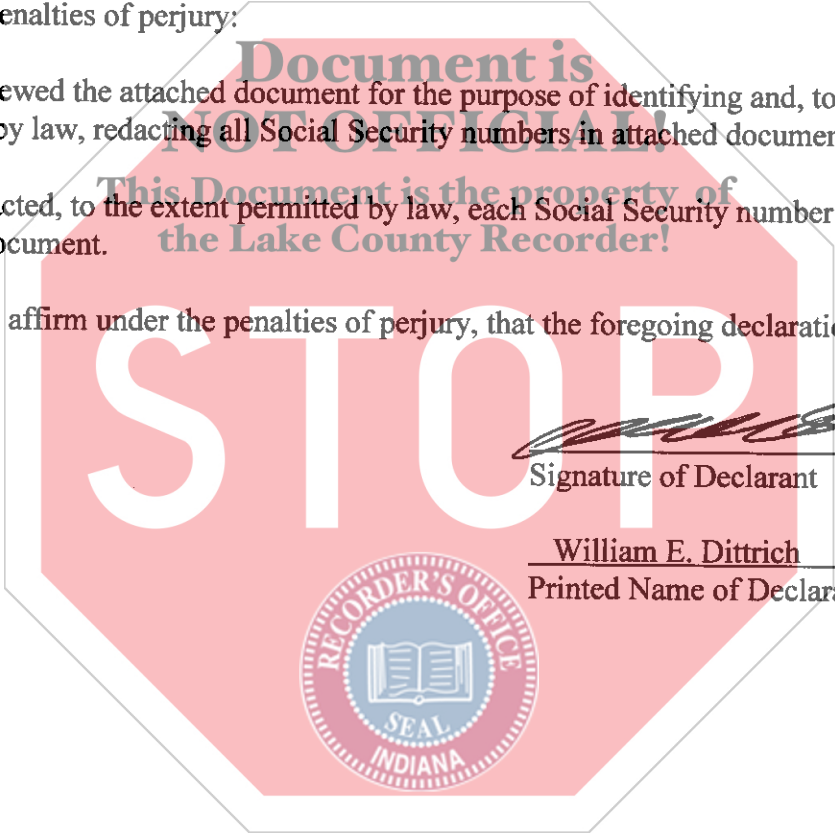 enalties of perjury:
Document is
ewed the attached document for the purpose of identifying and, to
NOT OFFICIAL!
by law, redacting all Social Security numbers in attached documen
This Document is the property of
cted, to the extent permitted by law, each Social Security number
the Lake County Recorder!
ocument.
affirm under the penalties of perjury, that the foregoing declaratio
STOP
Signature of Declarant
William E. Dittrich
Printed Name of Declara
RECORDER'S OFFICE
SEAL
INDIANA